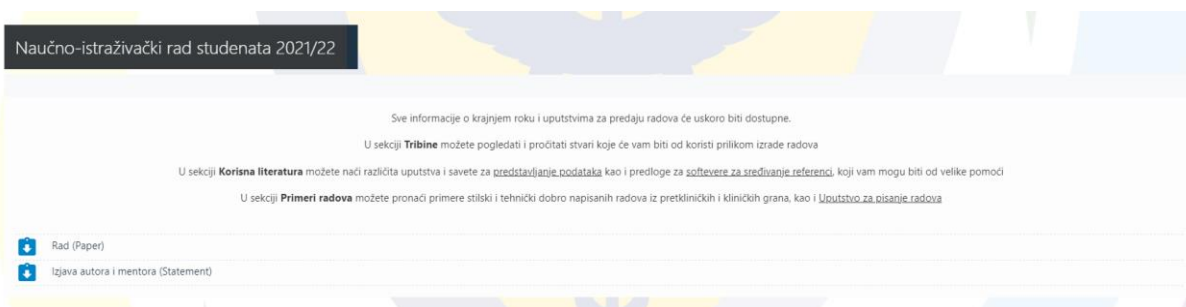 Naučno-istraživački rad studenata 2021/22
Sve informacije o krajnjem roku i uputstvima za predaju radova će uskoro biti dostupne.
U sekciji Tribine možete pogledati i pročitati stvari koje će vam biti od koristi prilikom izrade radova
U sekciji Korisna literatura možete naći različita uputstva i savete za predstavljanje podataka kao i predloge za softevere za sređivanje referenci, koji vam mogu biti od velike pomoći
U sekciji Primeri radova možete pronaći primere stilski i tehnički dobro napisanih radova iz pretkliničkih i kliničkih grana, kao i Uputstvo za pisanje radova
Rad (Paper)
Izjava autora i mentora (Statement)